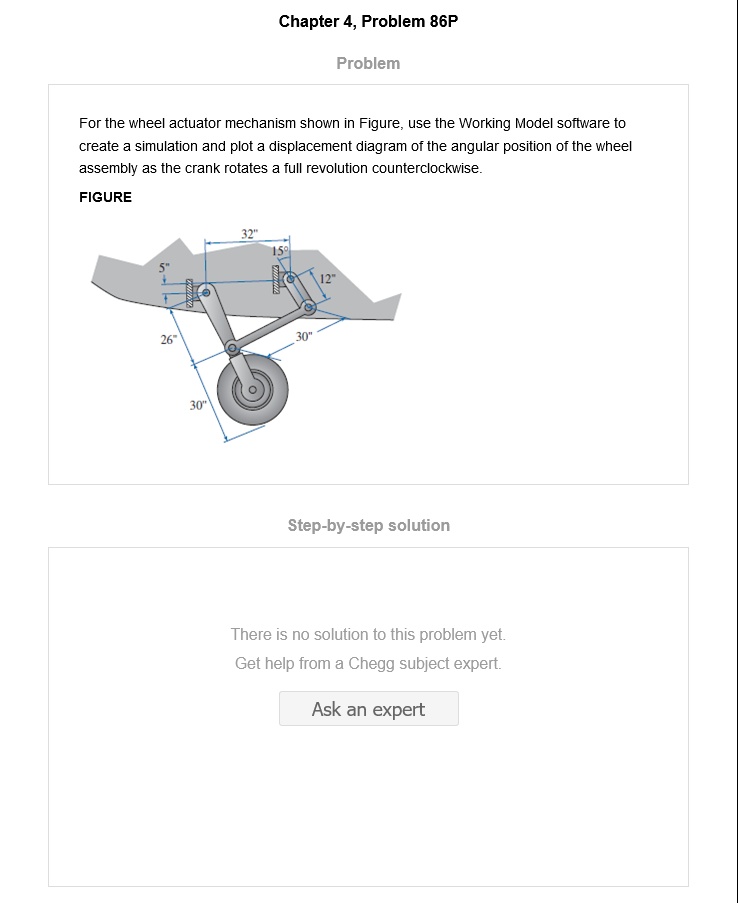 Chapter 4, Problem 86P
Problem
For the wheel actuator mechanism shown in Figure, use the Working Model software to
create a simulation and plot a displacement diagram of the angular position of the wheel
assembly as the crank rotates a full revolution counterclockwise.
FIGURE
32"
15°
5"
12"
26"
30"
30"
Step-by-step solution
There is no solution to this problem yet.
Get help from a Chegg subject expert.
Ask an expert